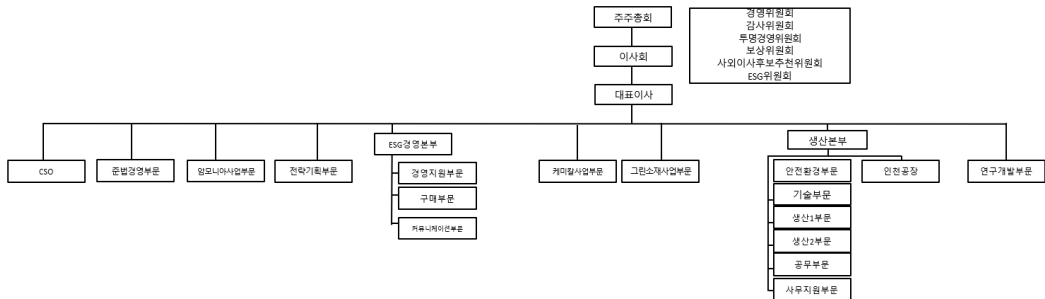 주주총회
이사회
대표이사
경영위원회
감사위원회
투명경영위원회
보상위원회
사외이사후보추천위원회
ESG위원회
CSO
준법경영부문
암모니아사업부문
전략기획부문
ESG경영본부
경영지원부문
구매부문
커뮤니케이션부문
케미칼사업부문
그린소재사업부문
생산본부
안전환경부문
기술부문
생산1부문
생산2부문
공무부문
사무지원부문
인천공장
연구개발부문